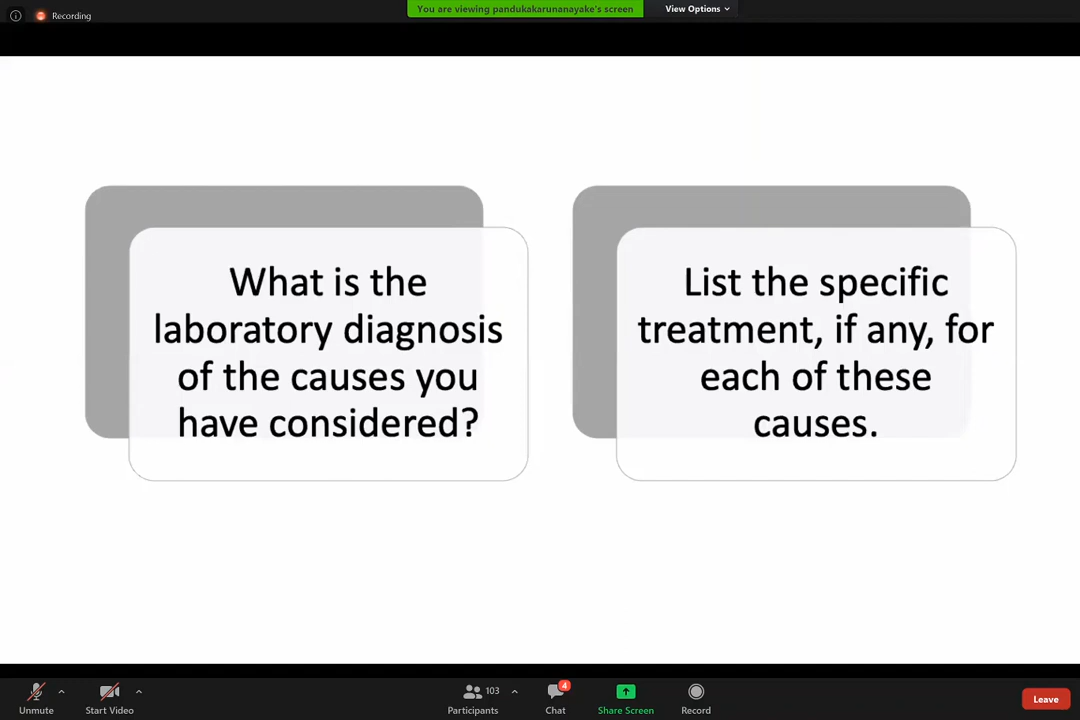 Recording
You are viewing pandukakarunanayake's screen
View Options
What is the
laboratory diagnosis
of the causes you
have considered?
List the specific
treatment, if any, for
each of these
causes.
Unmute
Start Video
103
Participants
4
Chat
Share Screen
Record
Leave